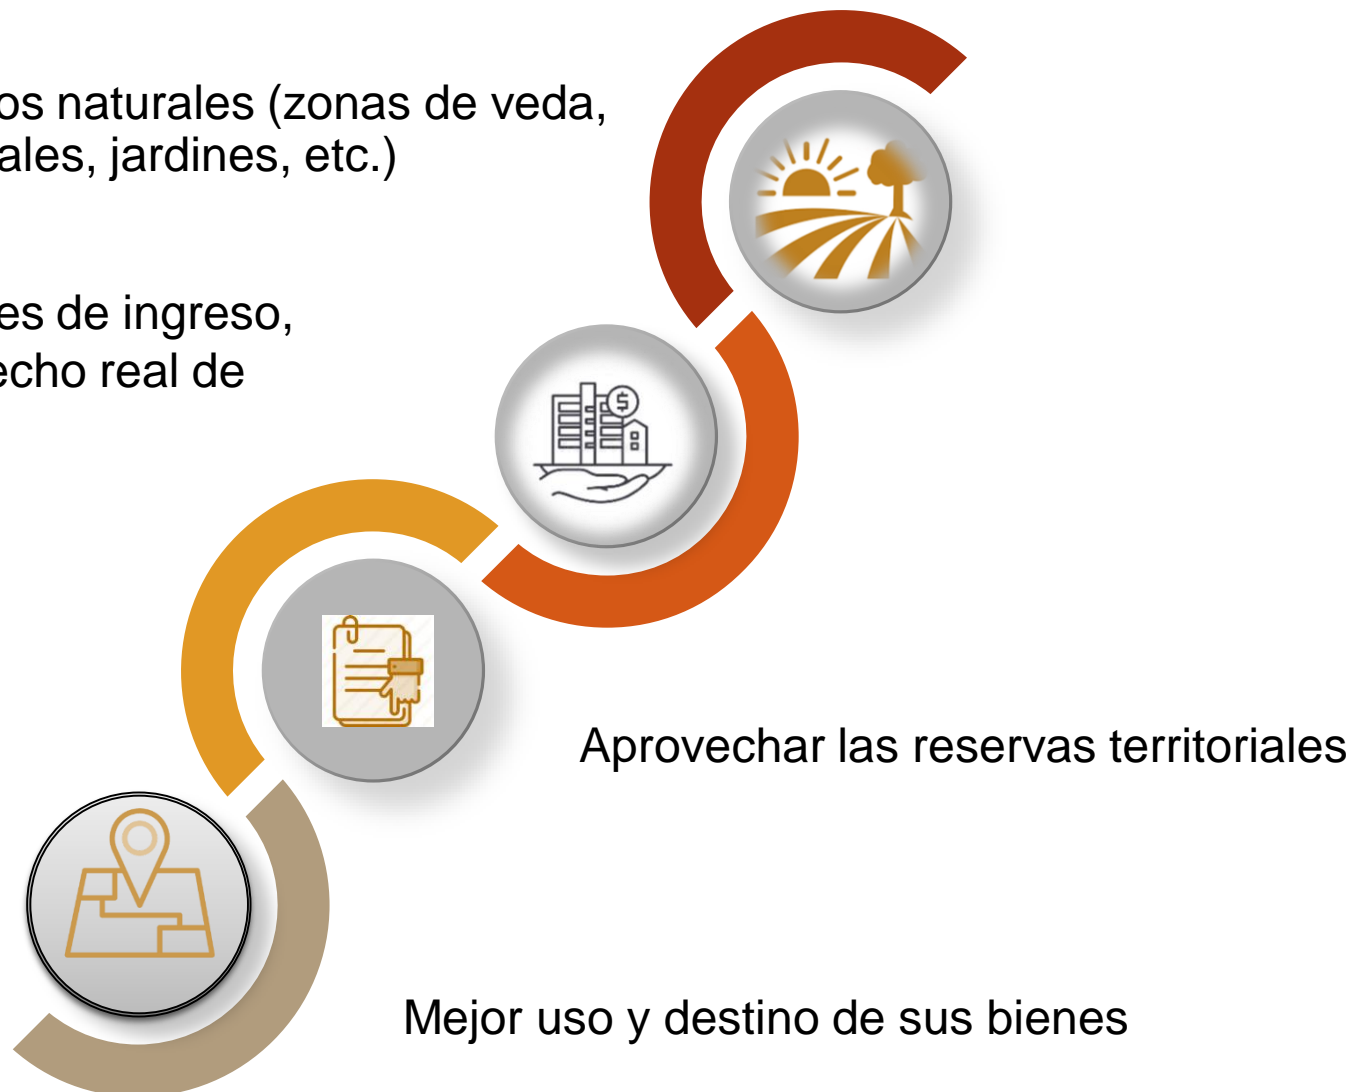 os naturales (zonas de veda,
ales, jardines, etc.)
es de ingreso,
echo real de
$
Aprovechar las reservas territoriales
Mejor uso y destino de sus bienes